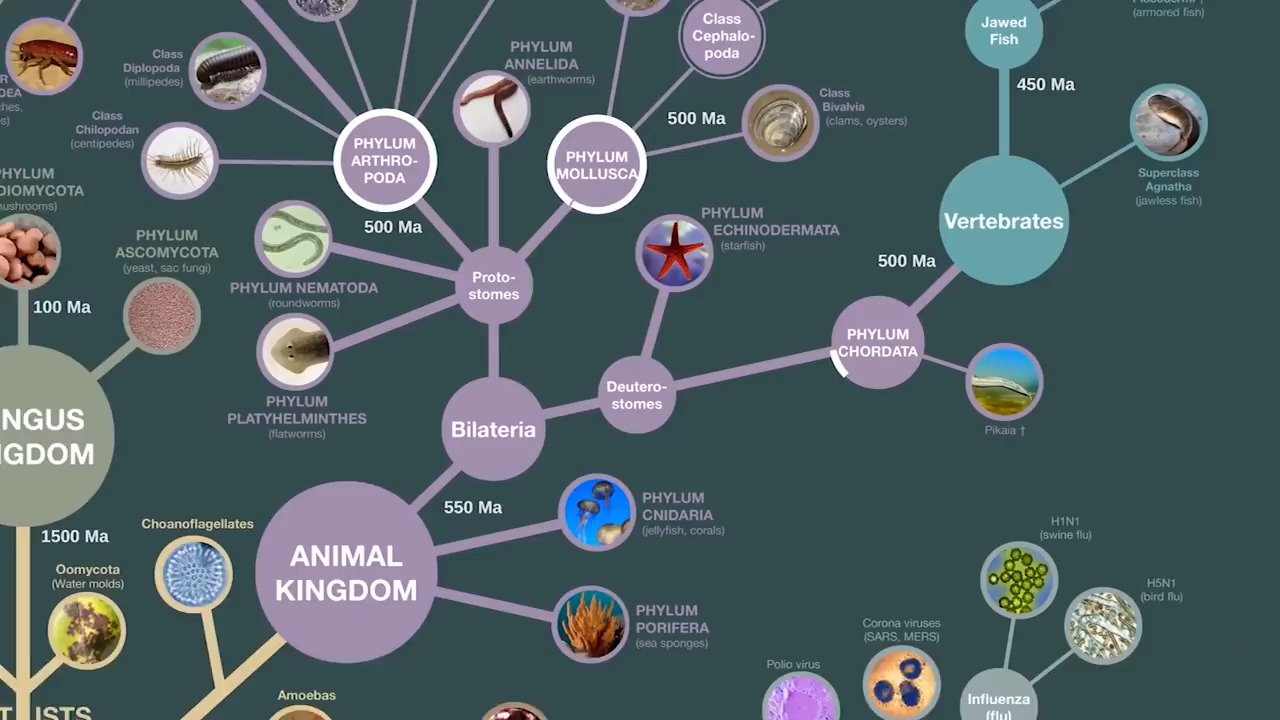 Class
Cephalo-
poda
Jawed
Fish
(armored fish)
450 Ma
PHYLUM
ANNELIDA
(earthworms)
Class
Diplopoda
(millipedes)
Class
Chilopodan
(centipedes)
Class
Bivalvia
(clams, oysters)
500 Ma
PHYLUM
ARTHRO-
PODA
PHYLUM
MOLLUSCA
Superclass
Agnatha
(jawless fish)
Vertebrates
500 Ma
500 Ma
PHYLUM
ECHINODERMATA
(starfish)
PHYLUM
ASCOMYCOTA
(yeast, sac fungi)
100 Ma
PHYLUM NEMATODA
(roundworms)
Proto-
stomes
PHYLUM
CHORDATA
Pikaia †
Deutero-
stomes
PHYLUM
PLATYHELMINTHES
(flatworms)
Bilateria
NGUS
GDOM
550 Ma
PHYLUM
CNIDARIA
(jellyfish, corals)
ANIMAL
KINGDOM
PHYLUM
PORIFERA
(sea sponges)
1500 Ma
Choanoflagellates
Oomycota
(Water molds)
Amoebas
H1N1
(swine flu)
H5N1
(bird flu)
Corona viruses
(SARS, MERS)
Polio virus
Influenza
(flu)